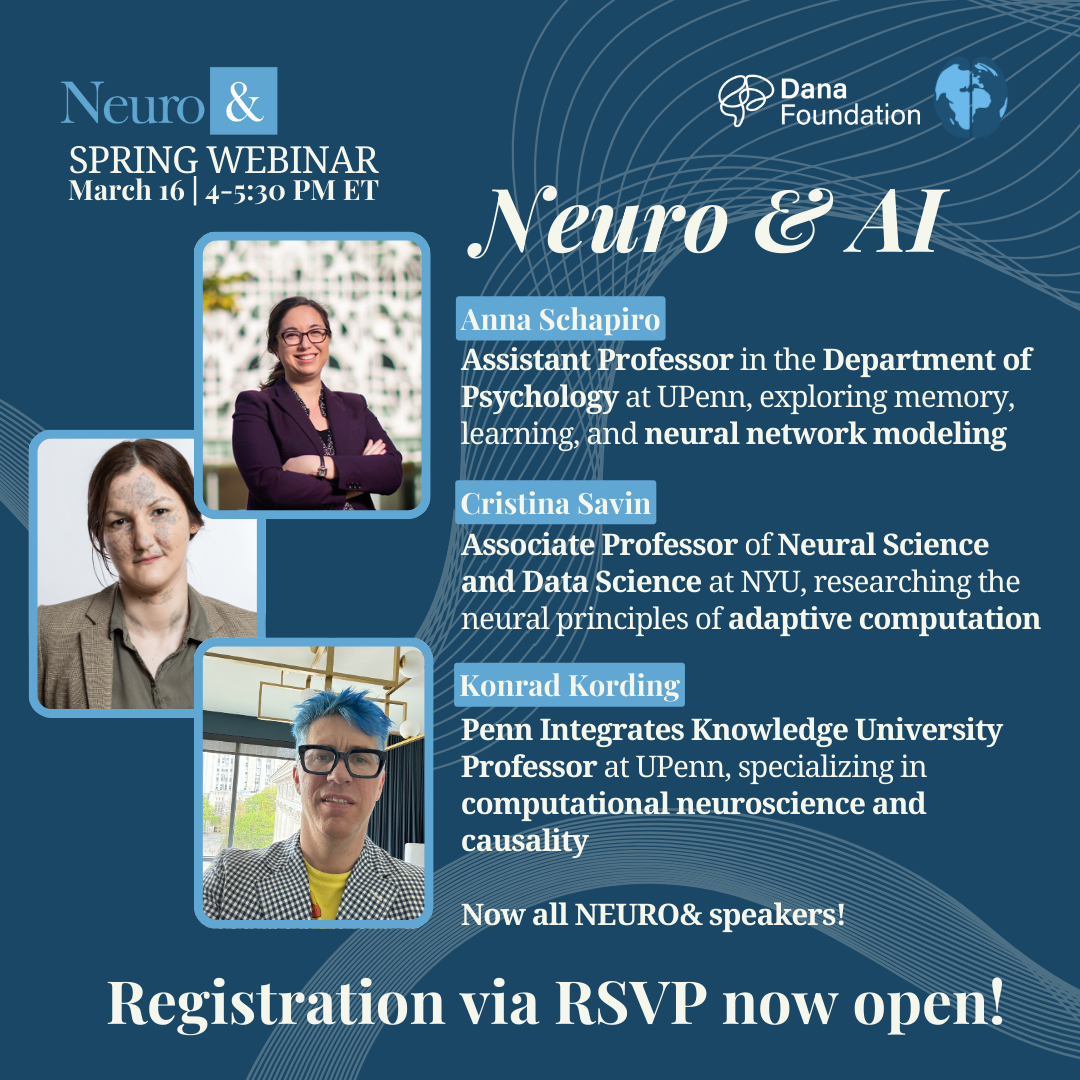 Neuro &
SPRING WEBINAR
March 16 | 4-5:30 PM ET
Dana
Foundation
Neuro & AI
Anna Schapiro
Assistant Professor in the Department of
Psychology at UPenn, exploring memory,
learning, and neural network modeling
Cristina Savin
Associate Professor of Neural Science
and Data Science at NYU, researching the
neural principles of adaptive computation
Konrad Kording
Penn Integrates Knowledge University
Professor at UPenn, specializing in
computational neuroscience and
causality
Now all NEURO& speakers!
Registration via RSVP now open!